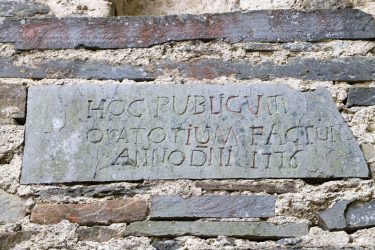 HOC PUBLICUM
ORATORIUM FACTUM
ANNO DNI 1716